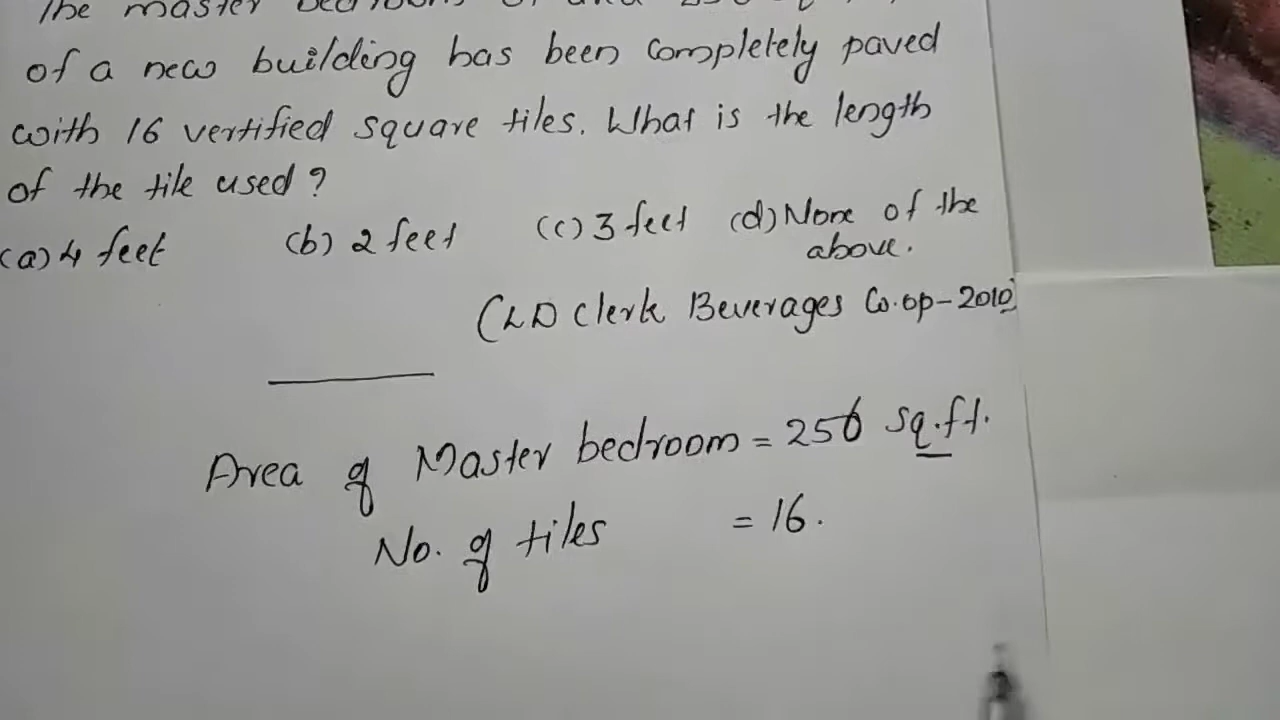 The master
of a new building has been completely paved
with 16 vertified square tiles. What is the length
of the tile used?
(a) 4 feet (b) 2 feet (c) 3 feet (d) None of the above.
(LD Clerk Beverages Co.op-2010)
Area of Master bedroom = 256 sq.ft.
No. of tiles = 16.